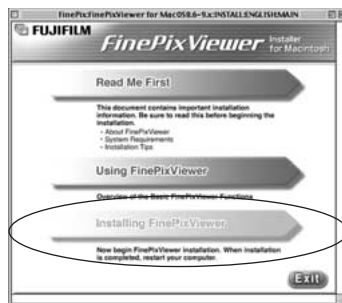 FinePix:FinePixViewer for MacOS8.6-9.x:INSTALL:ENGLISH:MAIN
FUJIFILM
FinePixViewer Installer
for Macintosh
Read Me First
This document contains important installation
information. Be sure to read this before beginning the
installation.
- About FinePixViewer
- System Requirements
- Installation Tips
Using FinePixViewer
Overview of the Basic FinePixViewer Functions
Installing FinePixViewer
Now begin FinePixViewer installation. When installation
is completed, restart your computer.
Exit